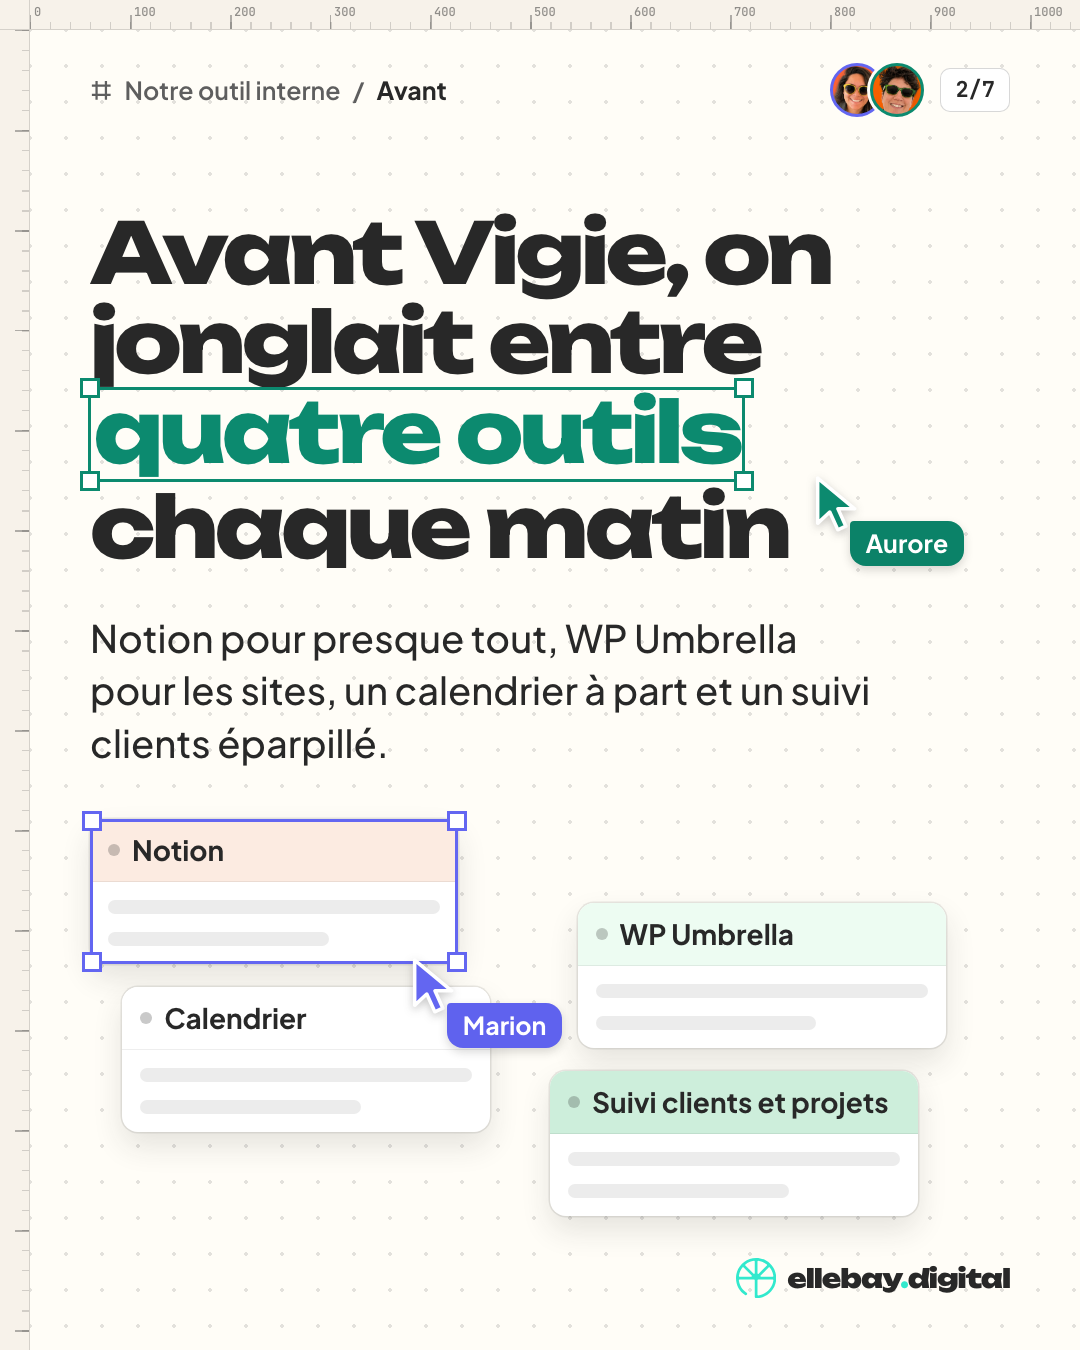 0 100 200 300 400 500 600 700 800 900 1000
# Notre outil interne / Avant
2/7
Avant Vigie, on
jonglait entre
quatre outils
chaque matin
Aurore
Notion pour presque tout, WP Umbrella
pour les sites, un calendrier à part et un suivi
clients éparpillé.
Notion
WP Umbrella
Calendrier
Marion
Suivi clients et projets
ellebay.digital